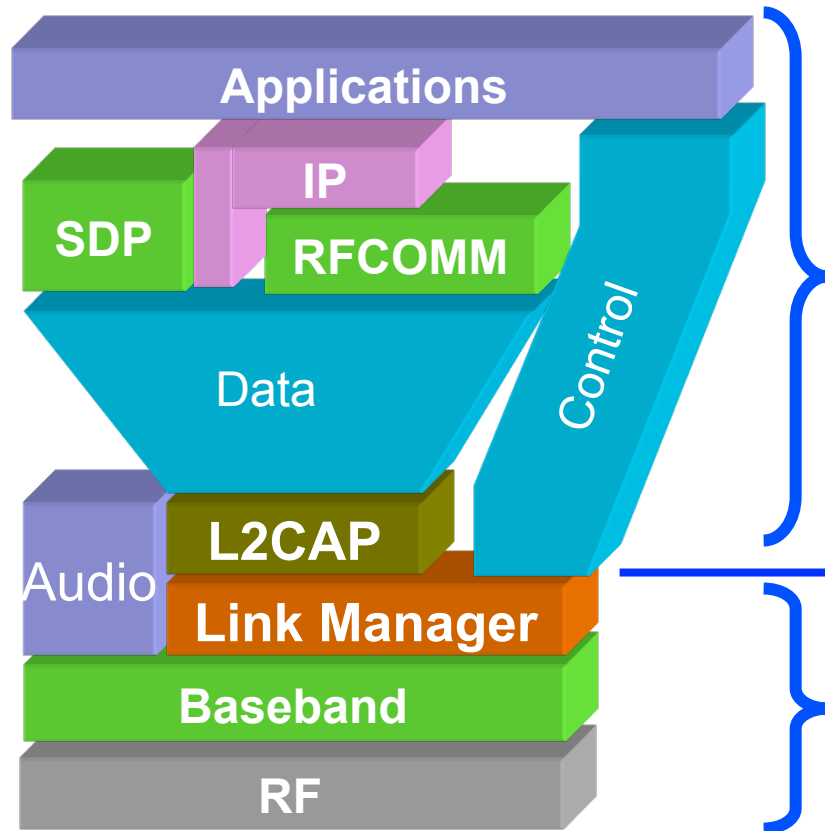 Applications
IP
SDP
RFCOMM
Data
Control
L2CAP
Audio
Link Manager
Baseband
RF